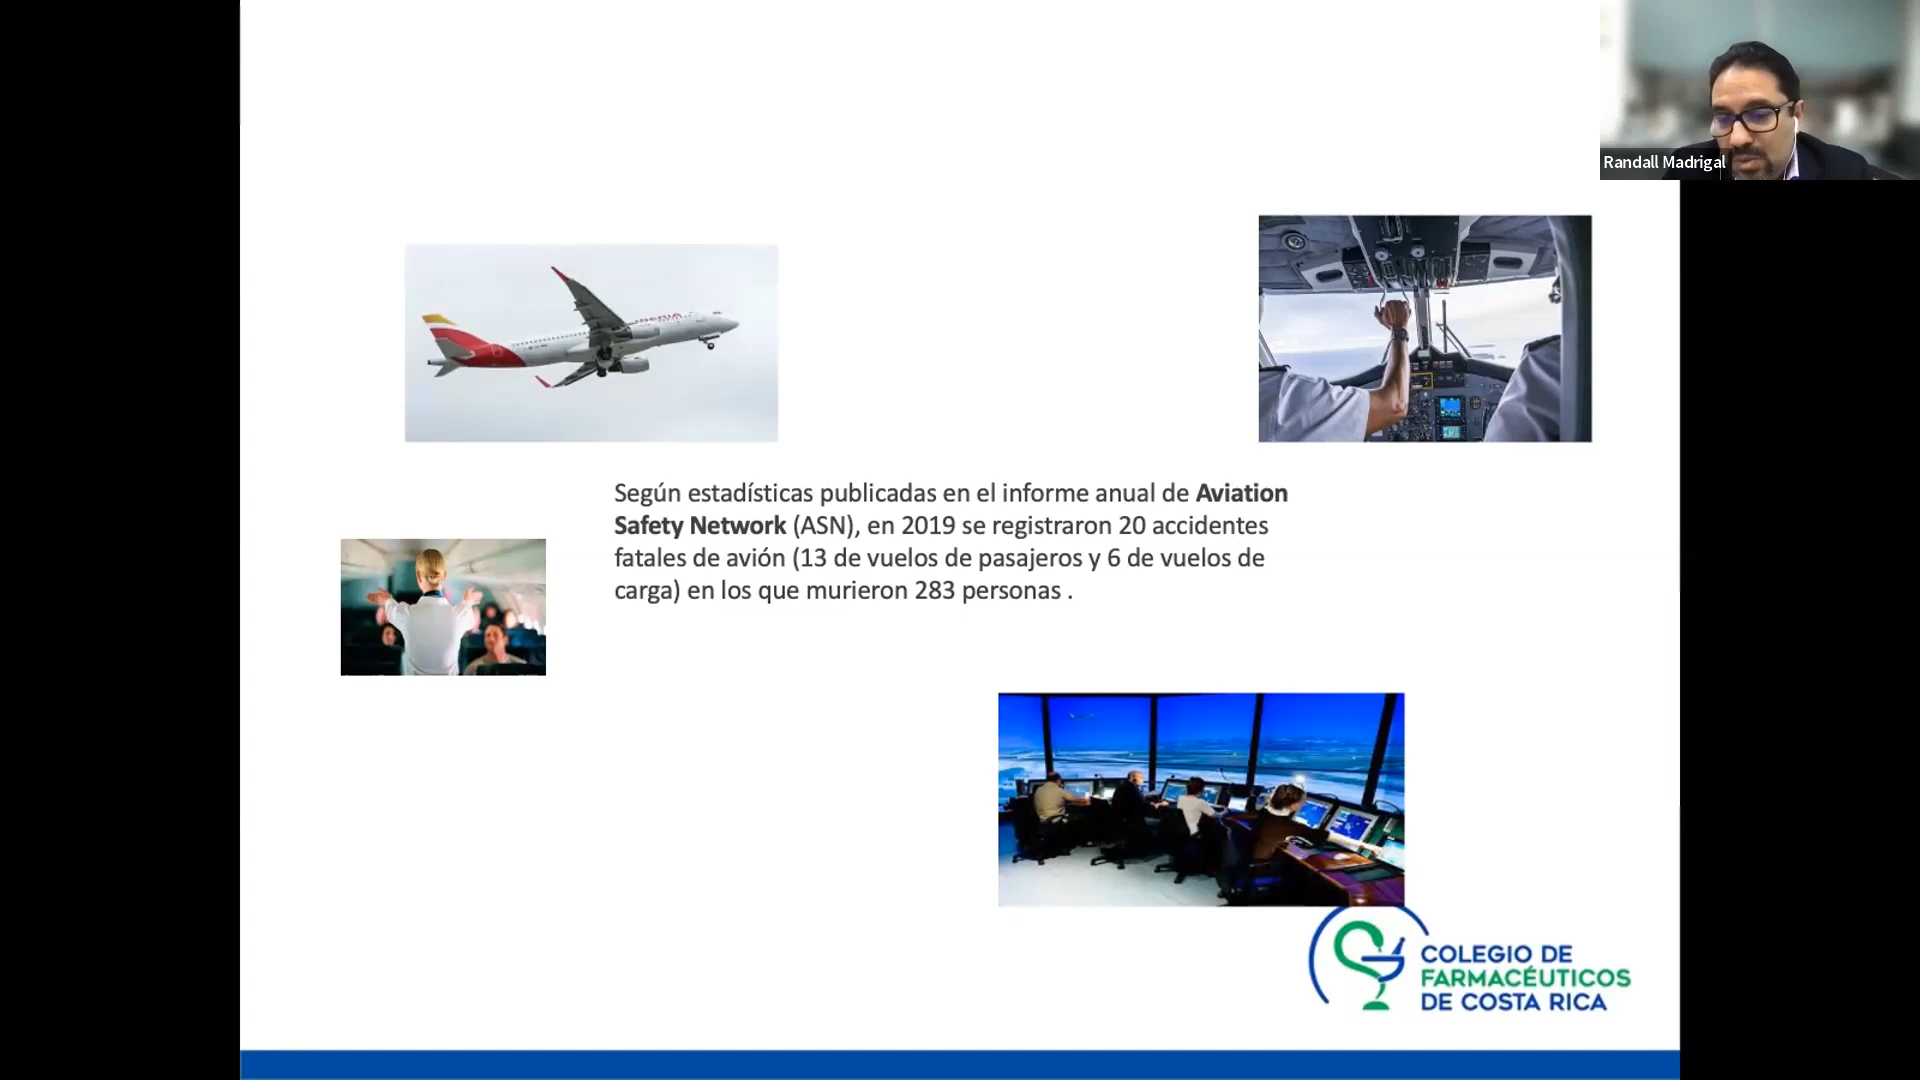 Randall Madrigal
IBERIA
Según estadísticas publicadas en el informe anual de Aviation
Safety Network (ASN), en 2019 se registraron 20 accidentes
fatales de avión (13 de vuelos de pasajeros y 6 de vuelos de
carga) en los que murieron 283 personas .
COLEGIO DE
FARMACÉUTICOS
DE COSTA RICA